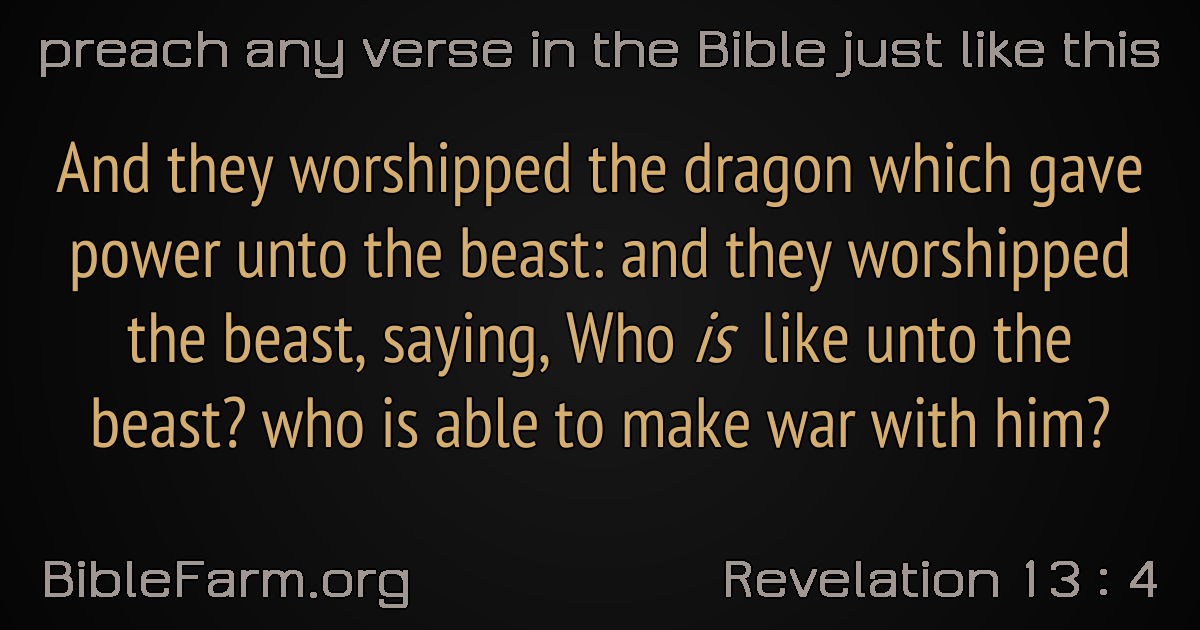 preach any verse in the Bible just like this
And they worshipped the dragon which gave
power unto the beast: and they worshipped
the beast, saying, Who is like unto the
beast? who is able to make war with him?
BibleFarm.org
Revelation 13 : 4